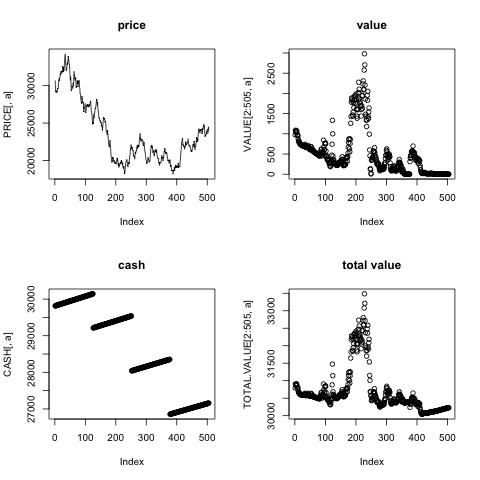 price
PRICE[, a]
20000 25000 30000
0 100 200 300 400 500
Index
value
VALUE[2:505, a]
0 500 1500 2500
0 100 200 300 400 500
Index
cash
CASH[, a]
27000 28000 29000 30000
0 100 200 300 400 500
Index
total value
TOTAL.VALUE[2:505, a]
30000 31500 33000
0 100 200 300 400 500
Index